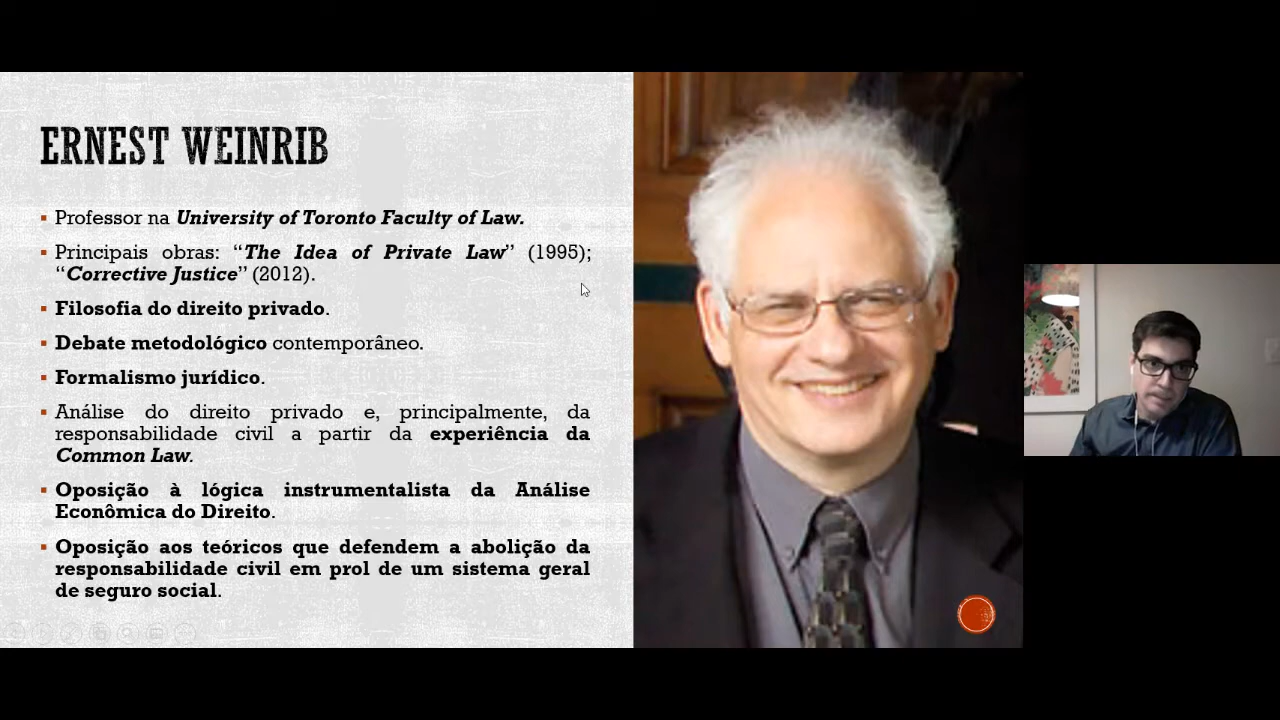 ERNEST WEINRIB
Professor na University of Toronto Faculty of Law.
Principais obras: “The Idea of Private Law” (1995);
“Corrective Justice” (2012).
Filosofia do direito privado.
Debate metodológico contemporâneo.
Formalismo jurídico.
Análise do direito privado e, principalmente, da
responsabilidade civil a partir da experiência da
Common Law.
Oposição à lógica instrumentalista da Análise
Econômica do Direito.
Oposição aos teóricos que defendem a abolição da
responsabilidade civil em prol de um sistema geral
de seguro social.